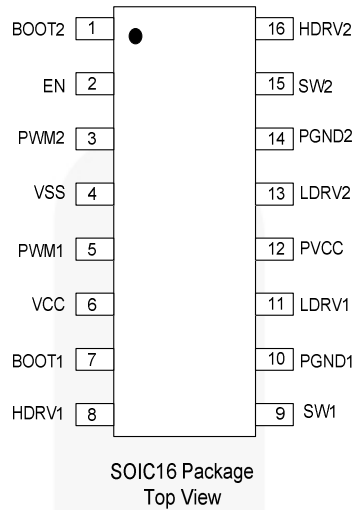 BOOT2 1 16 HDRV2
EN 2 15 SW2
PWM2 3 14 PGND2
VSS 4 13 LDRV2
PWM1 5 12 PVCC
VCC 6 11 LDRV1
BOOT1 7 10 PGND1
HDRV1 8 9 SW1
SOIC16 Package
Top View